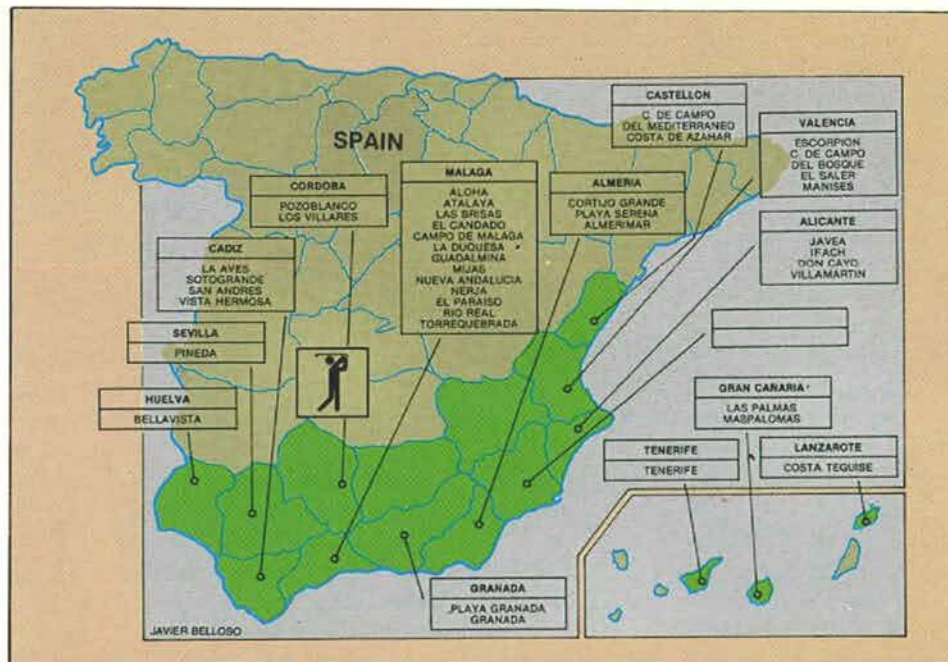 SPAIN
CASTELLON
C. DE CAMPO
DEL MEDITERRANEO
COSTA DE AZAHAR
VALENCIA
ESCORPION
C. DE CAMPO
DEL BOSQUE
EL SALER
MANISES
CORDOBA
POZOBLANCO
LOS VILLARES
MALAGA
ALOHA
ATALAYA
LAS BRISAS
EL CANDADO
CAMPO DE MALAGA
LA DUQUESA
GUADALMINA
MIJAS
NUEVA ANDALUCIA
NERJA
EL PARAISO
RIO REAL
TORREQUEBRADA
ALMERIA
CORTIJO GRANDE
PLAYA SERENA
ALMERIMAR
ALICANTE
JAVEA
IFACH
DON CAYO
VILLAMARTIN
CADIZ
LA AVES
SOTOGRANDE
SAN ANDRES
VISTA HERMOSA
SEVILLA
PINEDA
HUELVA
BELLAVISTA
GRAN CAÑARIA
LAS PALMAS
MASPALOMAS
TENERIFE
TENERIFE
LANZAROTE
COSTA TEGUISE
GRANADA
PLAYA GRANADA
GRANADA
JAVIER BELLOSO